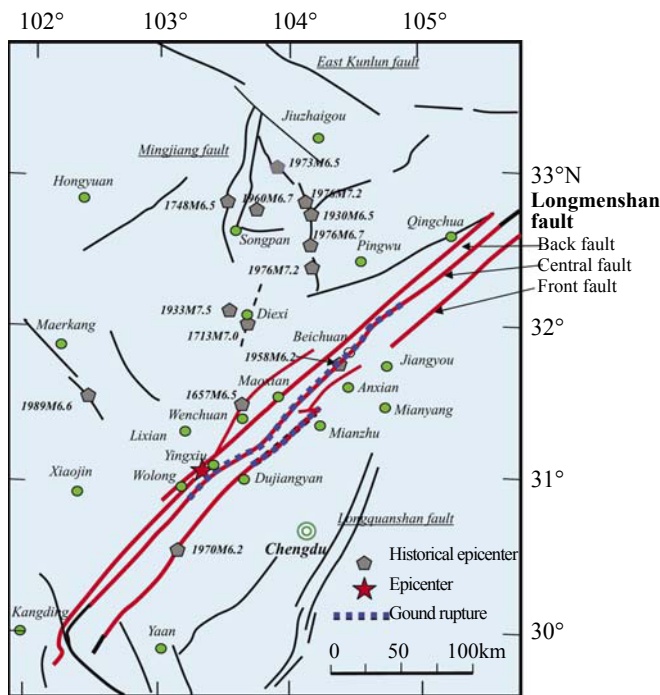 102° 103° 104° 105°
East Kunlun fault
Jiuzhaigou
Mingjiang fault
1973M6.5
33°N
Hongyuan
1748M6.5
1960M6.7
1976M7.2
1930M6.5
Longmenshan
fault
Qingchua
Songpan
1976M6.7
Pingwu
Back fault
1976M7.2
Central fault
Front fault
1933M7.5
Diexi
32°
1713M7.0
Maerkang
Beichuan
1958M6.2
Jiangyou
1989M6.6
1657M6.5
Maoxian
Anxian
Wenchuan
Mianyang
Lixian
Mianzhu
Yingxiu
Xiaojin
Wolong
Dujiangyan
31°
Longquanshan fault
Chengdu
1970M6.2
Historical epicenter
Epicenter
Gound rupture
Kangding
Yaan
30°
0 50 100km